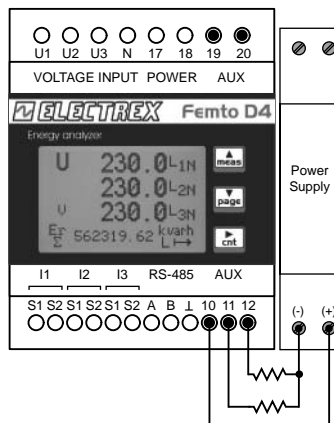 U1 U2 U3 N 17 18 19 20
VOLTAGE INPUT POWER AUX
ELECTREX Femto D4
Energy analyzer
U 230.0 L1N
230.0 L2N
U 230.0 L3N
Er Σ 562319.62 kvarh L
meas
page
cnt
Power
Supply
I1 I2 I3 RS-485 AUX
S1 S2 S1 S2 S1 S2 A B ⊥ 10 11 12
(-) (+)